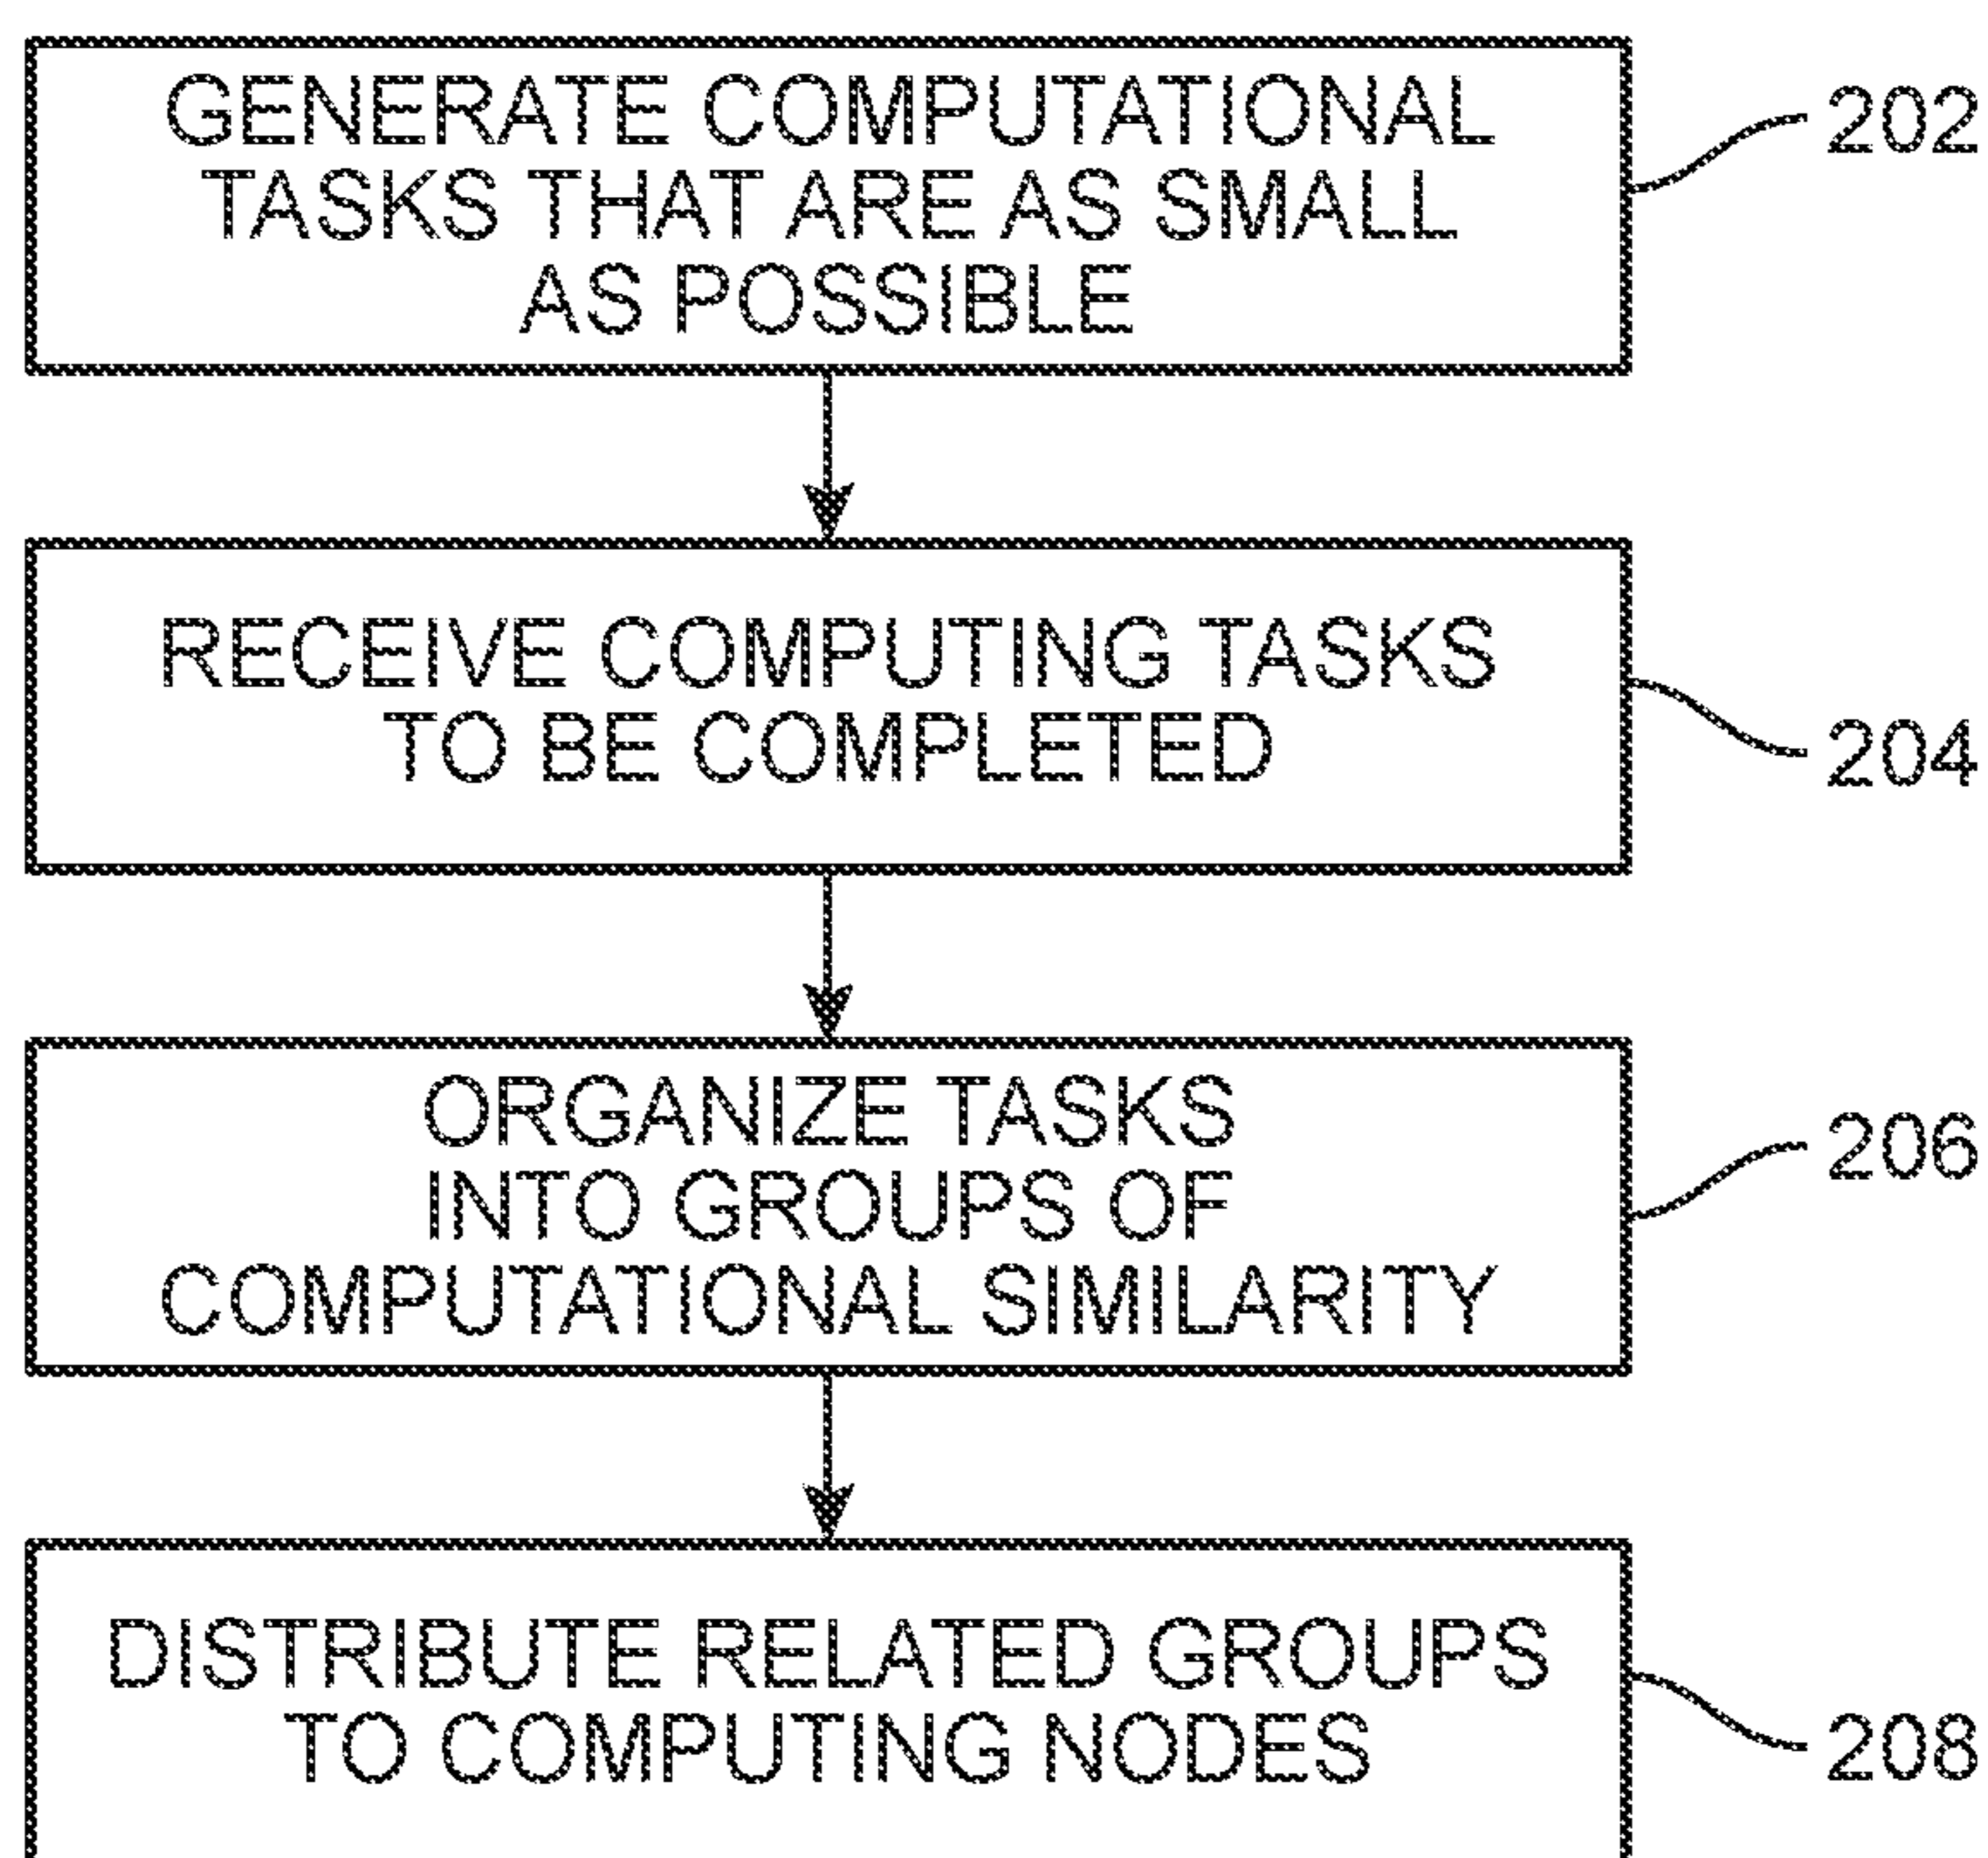 GENERATE COMPUTATIONAL
TASKS THAT ARE AS SMALL
AS POSSIBLE
202
RECEIVE COMPUTING TASKS
TO BE COMPLETED
204
ORGANIZE TASKS
INTO GROUPS OF
COMPUTATIONAL SIMILARITY
206
DISTRIBUTE RELATED GROUPS
TO COMPUTING NODES
208